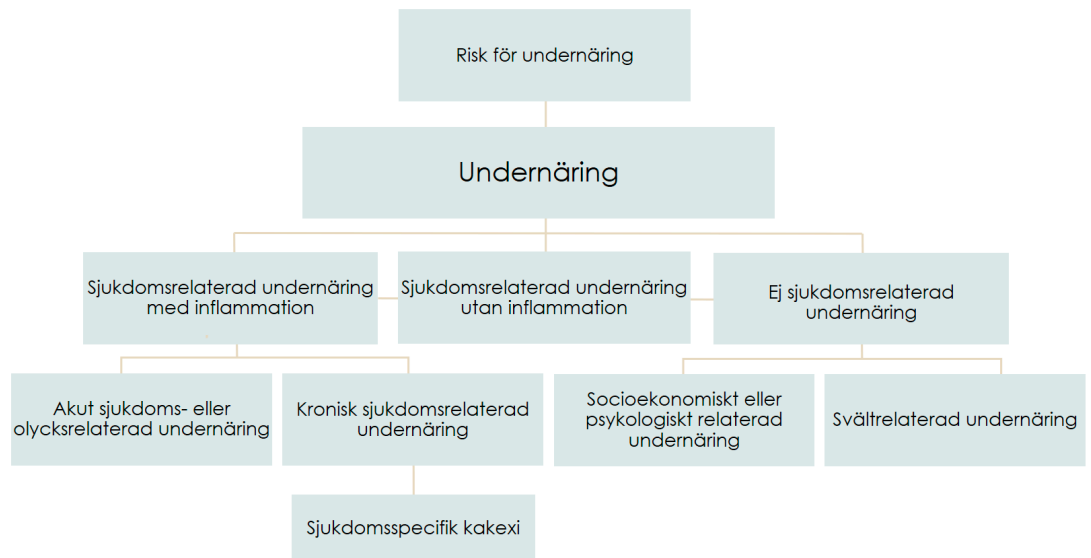 Risk för undernäring
Undernäring
Sjukdomsrelaterad undernäring
med inflammation
Sjukdomsrelaterad undernäring
utan inflammation
Ej sjukdomsrelaterad
undernäring
Akut sjukdoms- eller
olycksrelaterad undernäring
Kronisk sjukdomsrelaterad
undernäring
Socioekonomiskt eller
psykologiskt relaterad
undernäring
Svältrelaterad undernäring
Sjukdomsspecifik kakexi